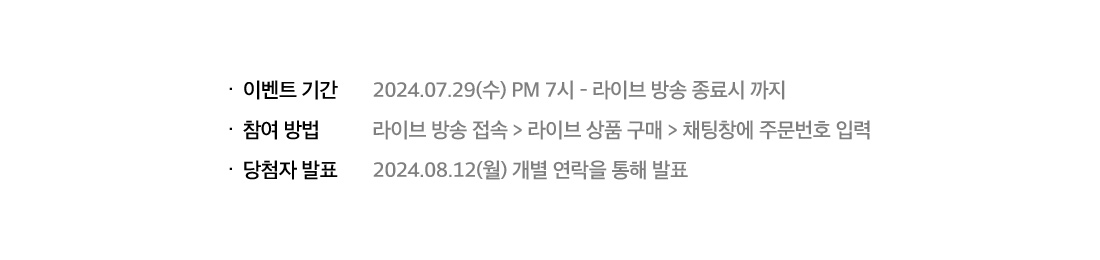 · 이벤트 기간 2024.07.29(수) PM 7시 - 라이브 방송 종료시 까지
· 참여 방법 라이브 방송 접속 > 라이브 상품 구매 > 채팅창에 주문번호 입력
· 당첨자 발표 2024.08.12(월) 개별 연락을 통해 발표